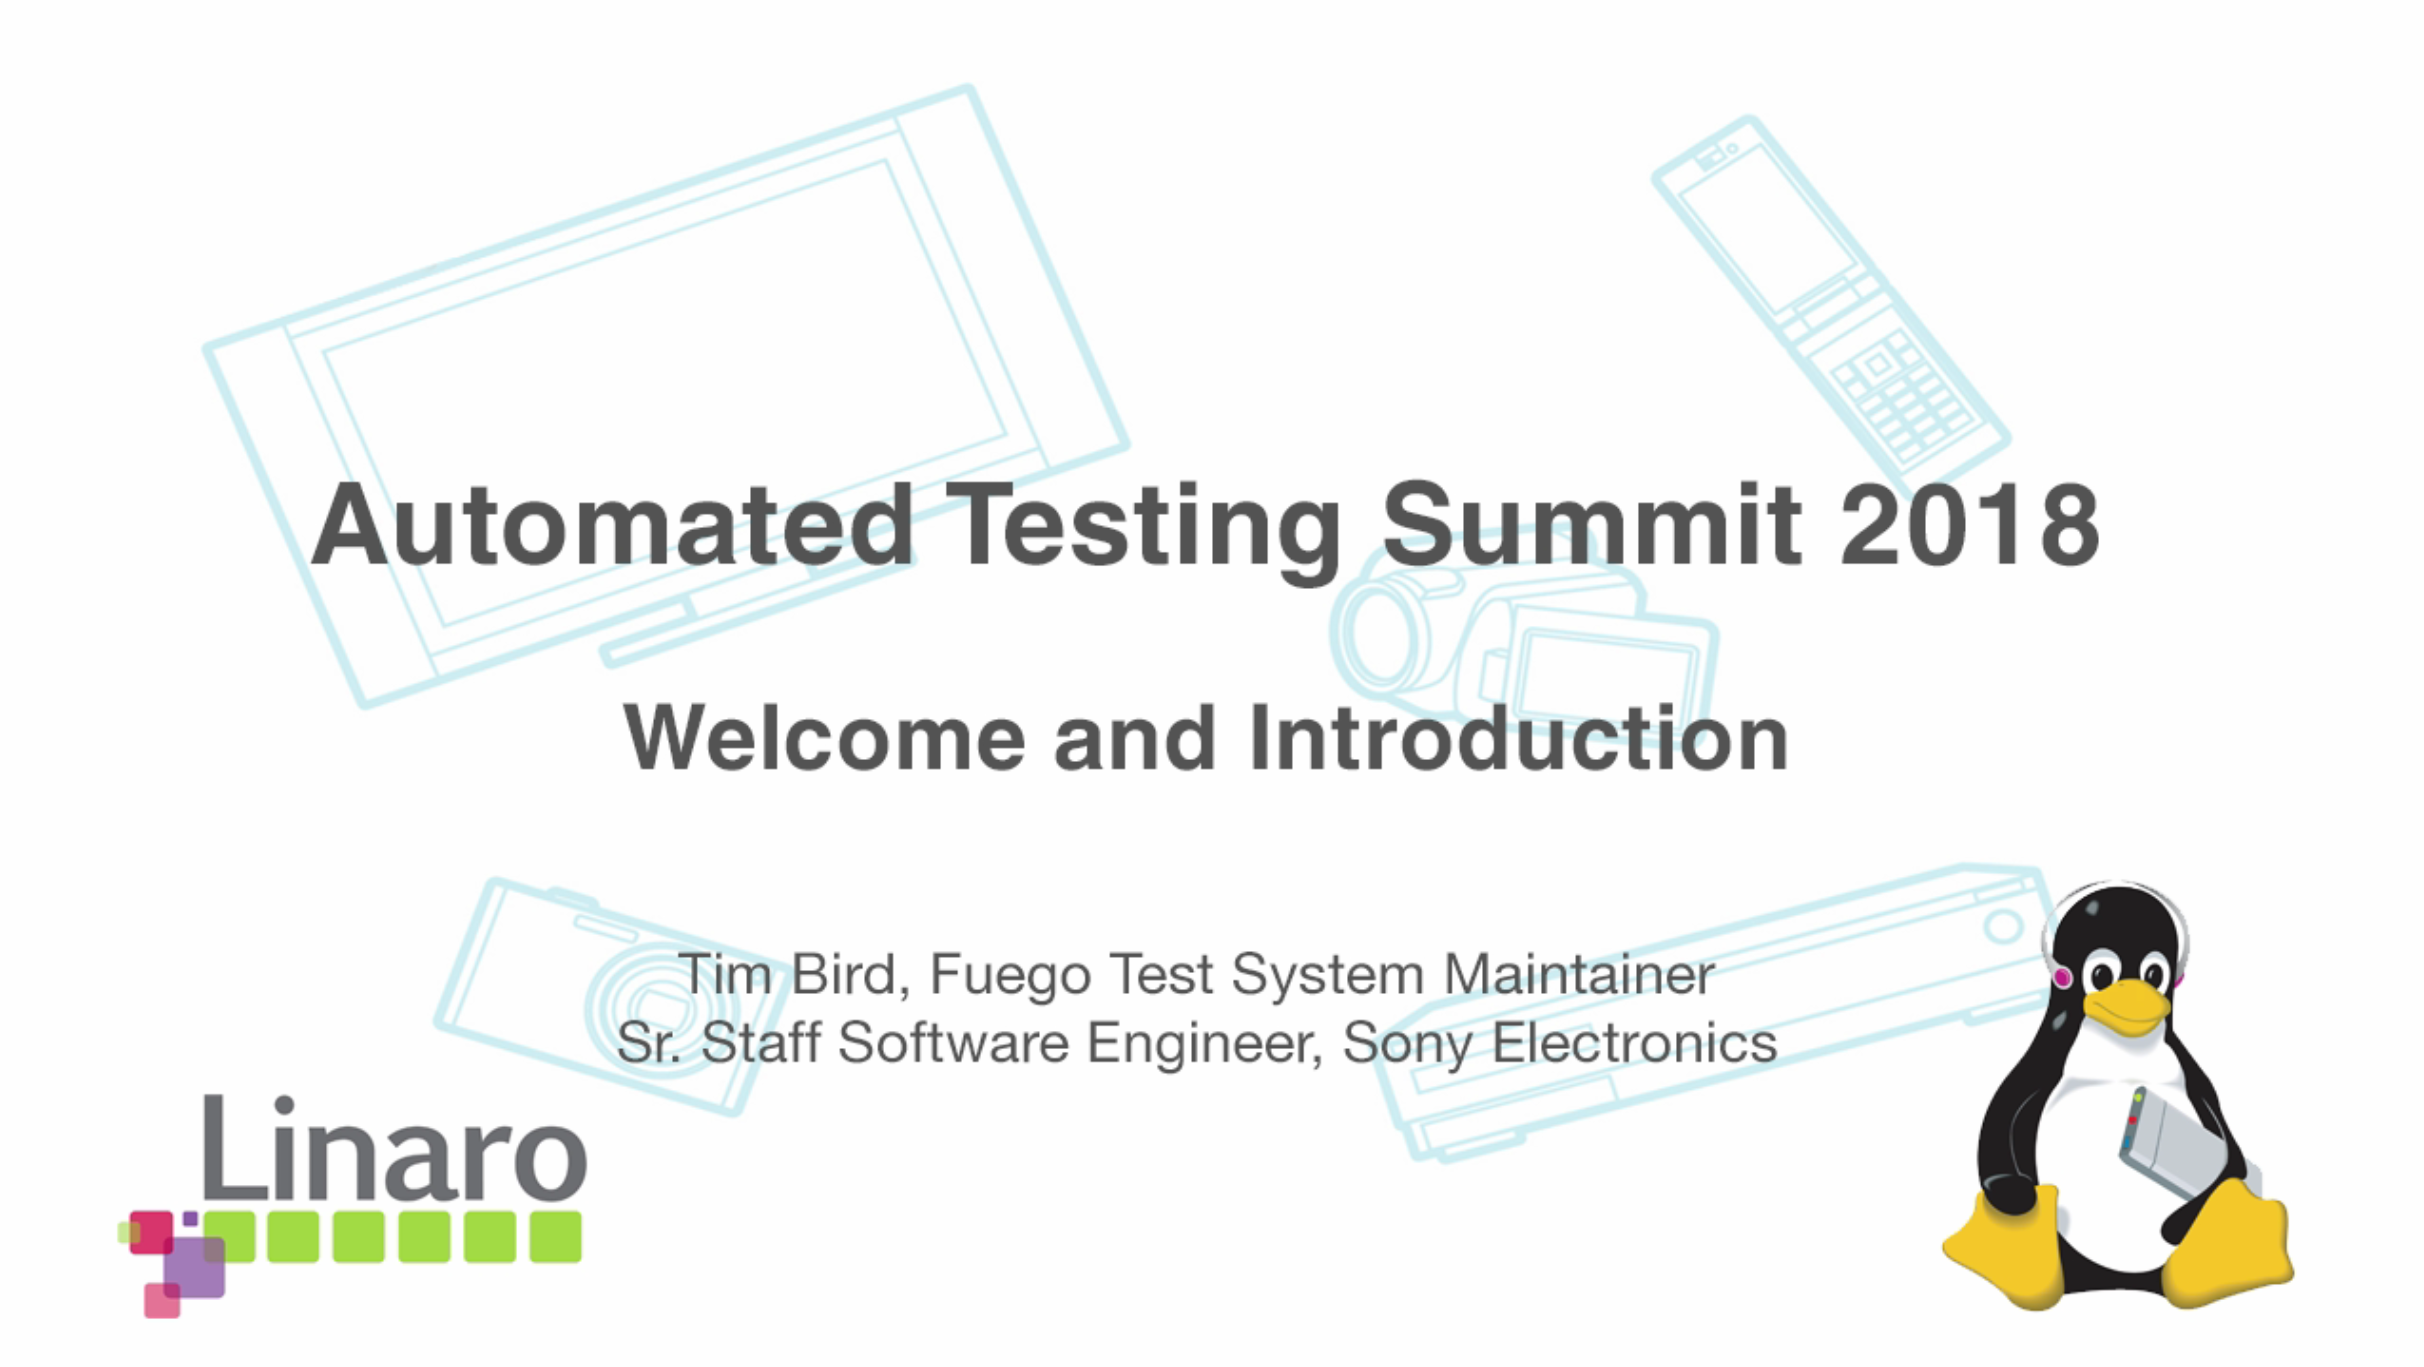 Automated Testing Summit 2018
Welcome and Introduction
Tim Bird, Fuego Test System Maintainer
Sr. Staff Software Engineer, Sony Electronics
Linaro